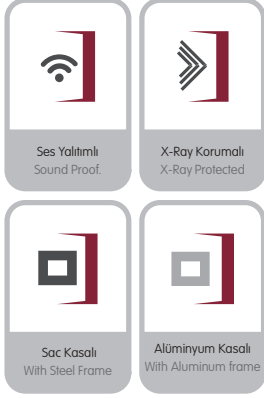 Ses Yalıtımlı
Sound Proof.
X-Ray Korumalı
X-Ray Protected
Sac Kasalı
With Steel Frame
Alüminyum Kasalı
With Aluminum frame